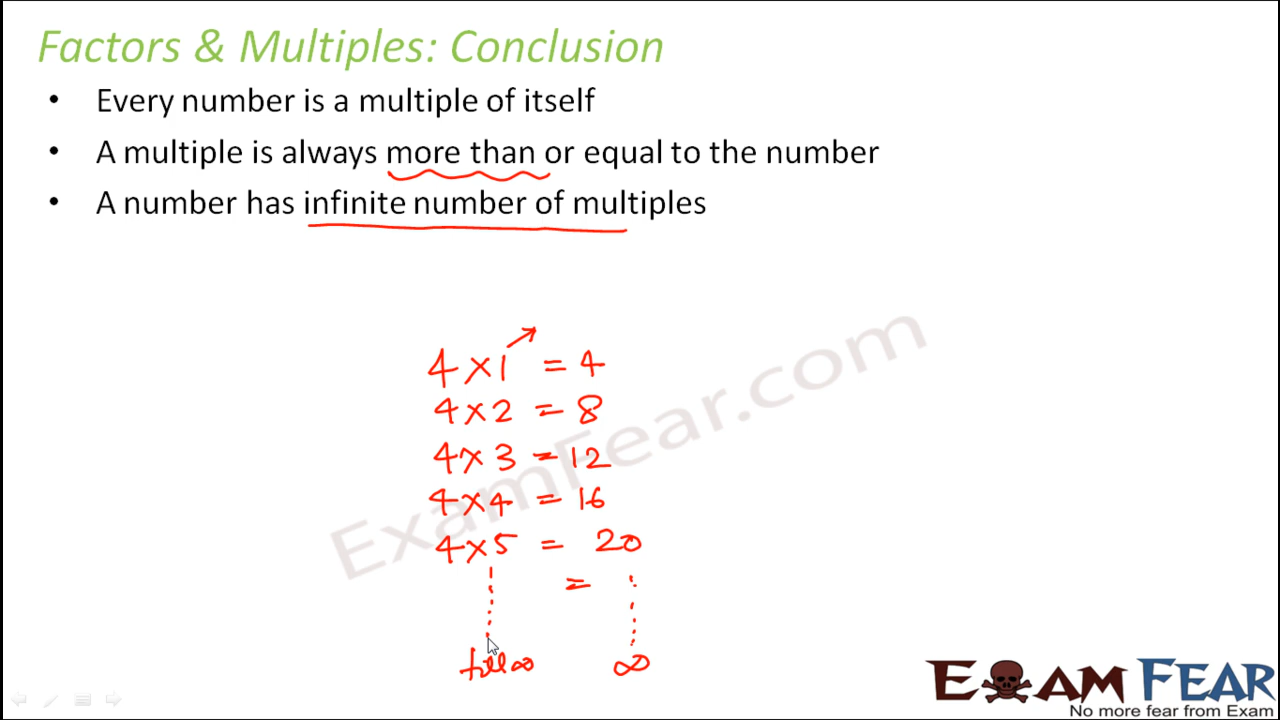 Factors & Multiples: Conclusion
• Every number is a multiple of itself
• A multiple is always more than or equal to the number
• A number has infinite number of multiples
4 × 1 = 4
4 × 2 = 8
4 × 3 = 12
4 × 4 = 16
4 × 5 = 20
=
till ∞ ∞
ExamFear.com
EXAM FEAR
No more fear from Exam